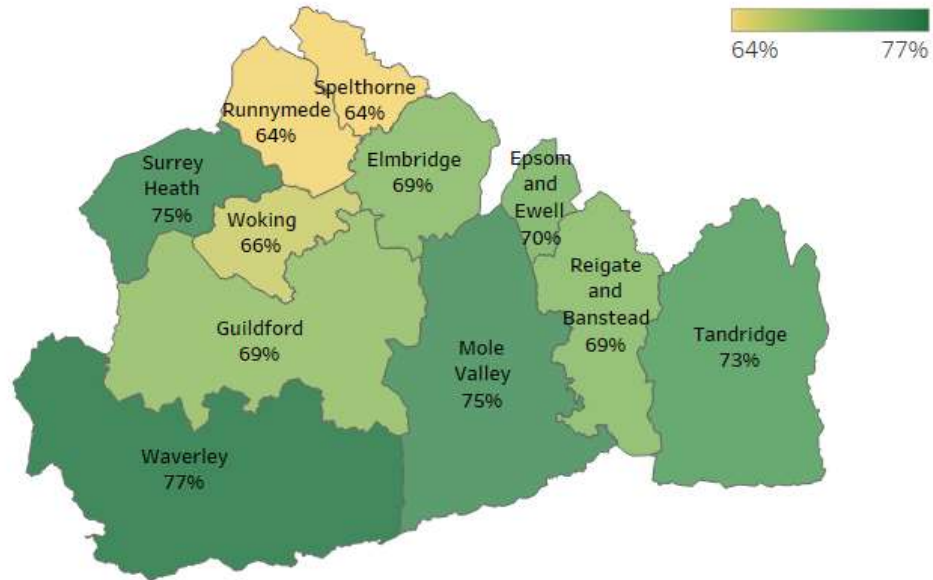 64%
77%
Spelthorne
64%
Runnymede
64%
Surrey
Heath
75%
Elmbridge
69%
Epsom
and
Ewell
70%
Woking
66%
Reigate
and
Banstead
69%
Guildford
69%
Mole
Valley
75%
Tandridge
73%
Waverley
77%